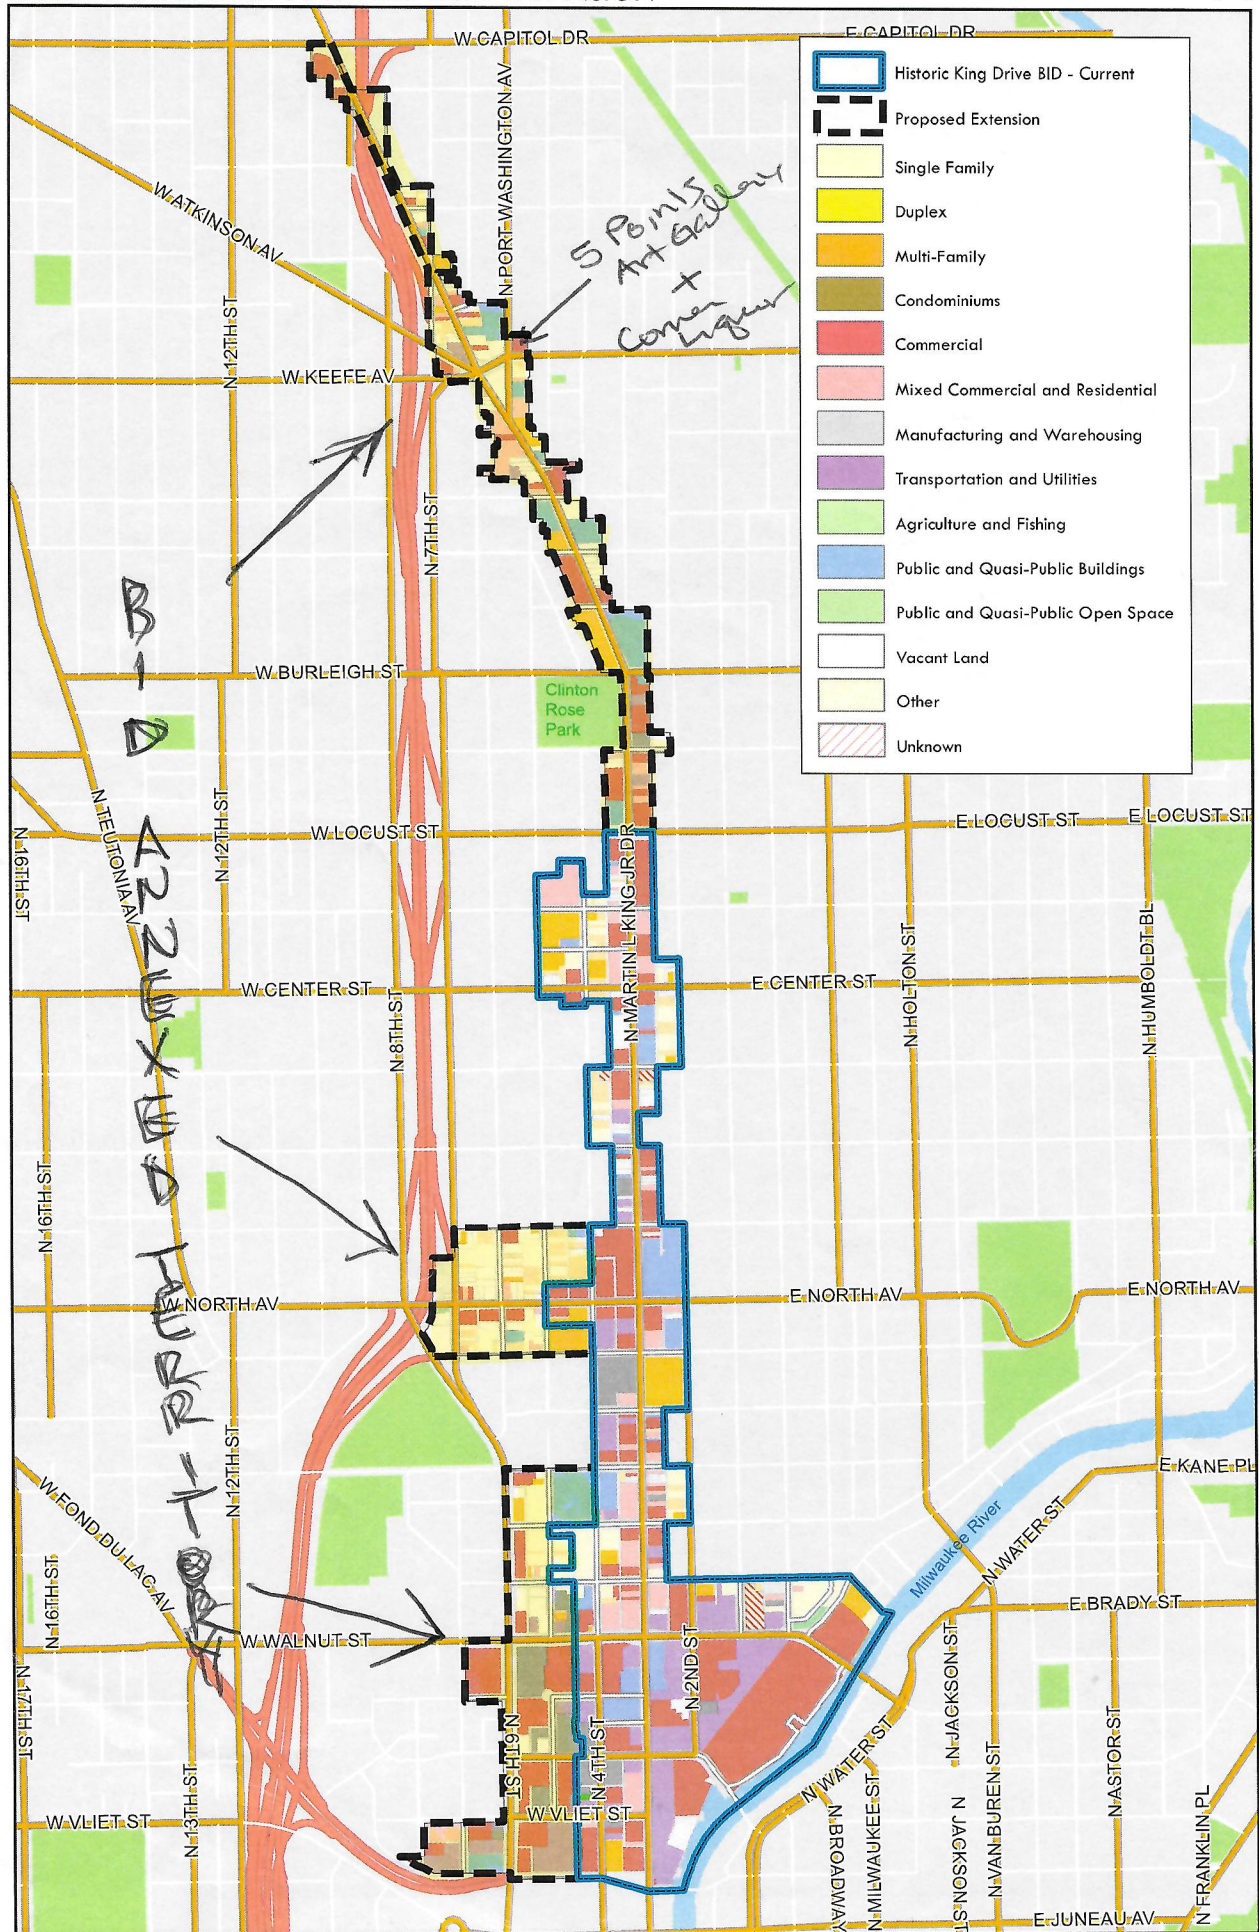 W CAPITOL DR
E CAPITOL DR
Historic King Drive BID - Current
Proposed Extension
Single Family
Duplex
Multi-Family
Condominiums
Commercial
Mixed Commercial and Residential
Manufacturing and Warehousing
Transportation and Utilities
Agriculture and Fishing
Public and Quasi-Public Buildings
Public and Quasi-Public Open Space
Vacant Land
Other
Unknown
N PORT WASHINGTON AV
W ATKINSON AV
5 Points
Art Gallery
+
Corner
Liquor
N 12TH ST
W KEEFE AV
N 7TH ST
BID ANNEXED TERRITORY
W BURLEIGH ST
Clinton
Rose
Park
N TEUTONIA AV
N 12TH ST
N 16TH ST
W LOCUST ST
E LOCUST ST
E LOCUST ST
N MARTIN L KING JR DR
N HOLTON ST
N HUMBOLDT BL
W CENTER ST
E CENTER ST
N 8TH ST
N 16TH ST
W NORTH AV
E NORTH AV
E NORTH AV
N 12TH ST
W FOND DU LAC AV
E KANE PL
Milwaukee River
N WATER ST
N 16TH ST
E BRADY ST
W WALNUT ST
N 2ND ST
N JACKSON ST
N 17TH ST
N 6TH ST
N 4TH ST
N WATER ST
N VAN BUREN ST
N ASTOR ST
N 13TH ST
W VLIET ST
W VLIET ST
N BROADWAY
N MILWAUKEE ST
N JACKSON ST
N FRANKLIN PL
E JUNEAU AV